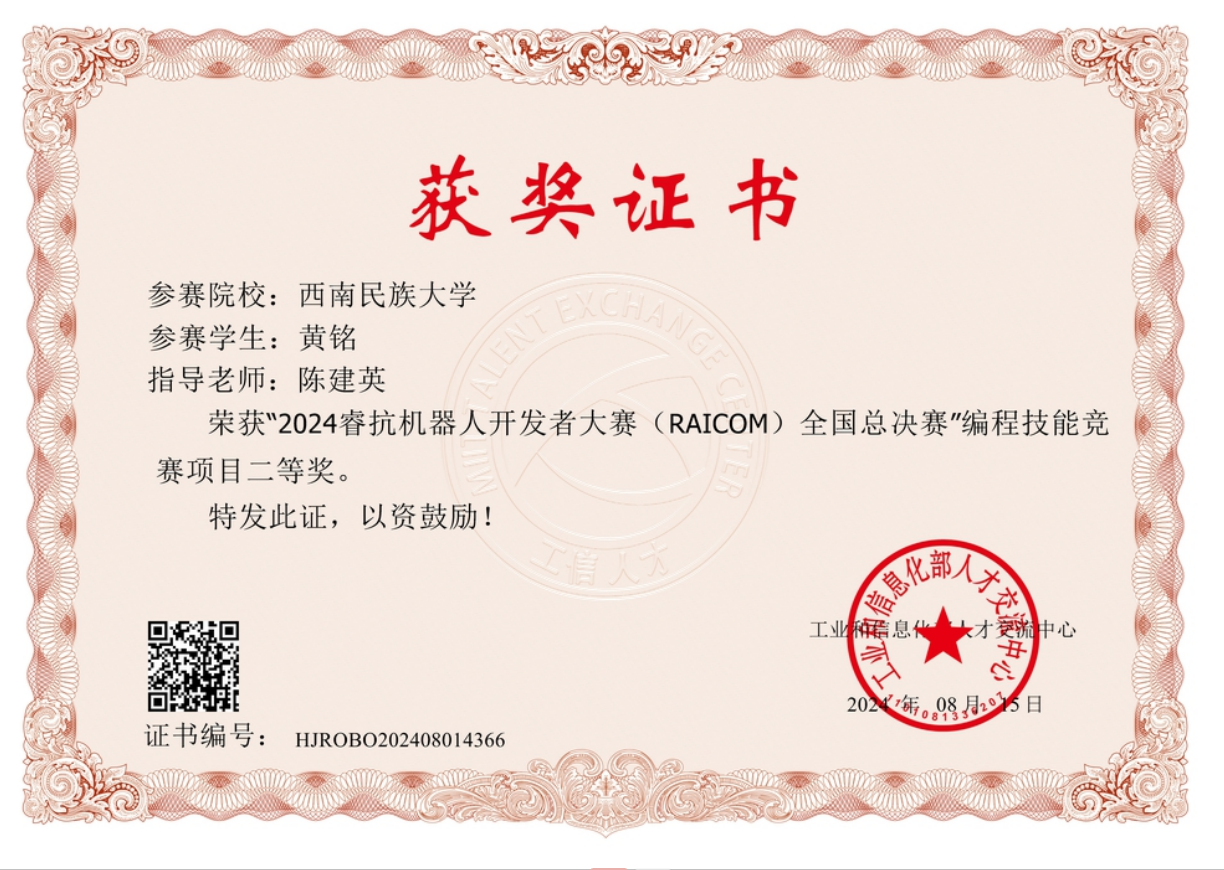 获奖证书
参赛院校：西南民族大学
参赛学生：黄铭
指导老师：陈建英
荣获“2024睿抗机器人开发者大赛（RAICOM）全国总决赛”编程技能竞
赛项目二等奖。
特发此证，以资鼓励！
MIIT TALENT EXCHANGE CENTER
工信人才
工业和信息化部人才交流中心
工业和信息化部人才交流中心
2024 年 08 月 15 日
证书编号： HJROBO202408014366